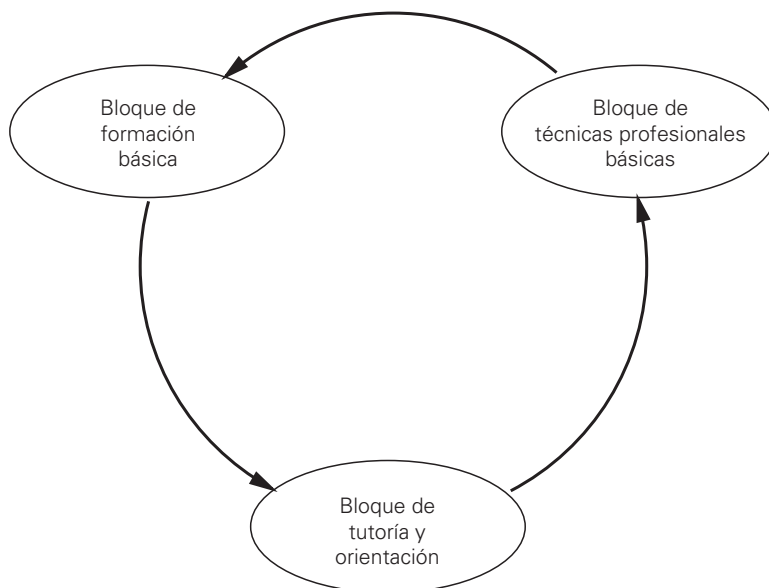 Bloque de
formación
básica
Bloque de
técnicas profesionales
básicas
Bloque de
tutoría y
orientación